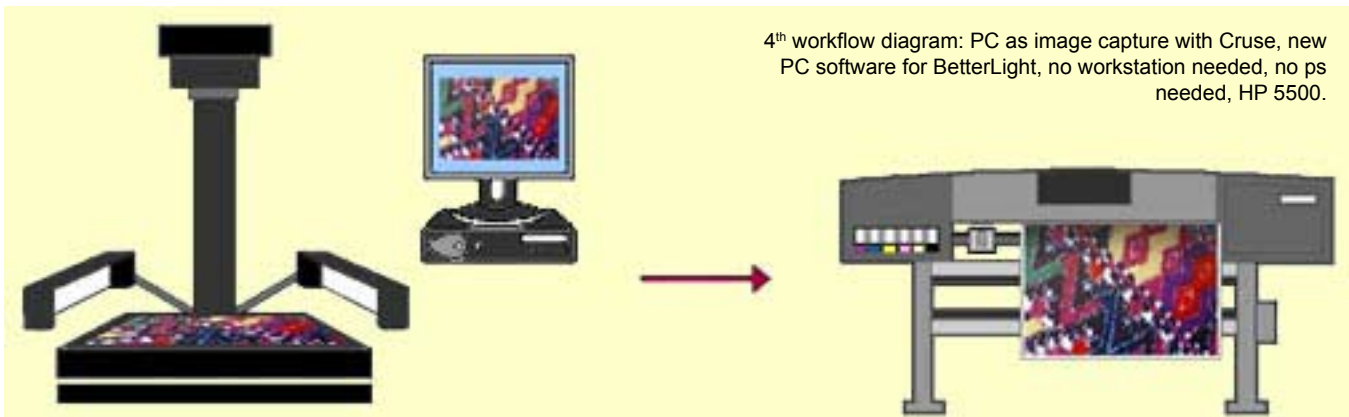 4th workflow diagram: PC as image capture with Cruse, new
PC software for BetterLight, no workstation needed, no ps
needed, HP 5500.